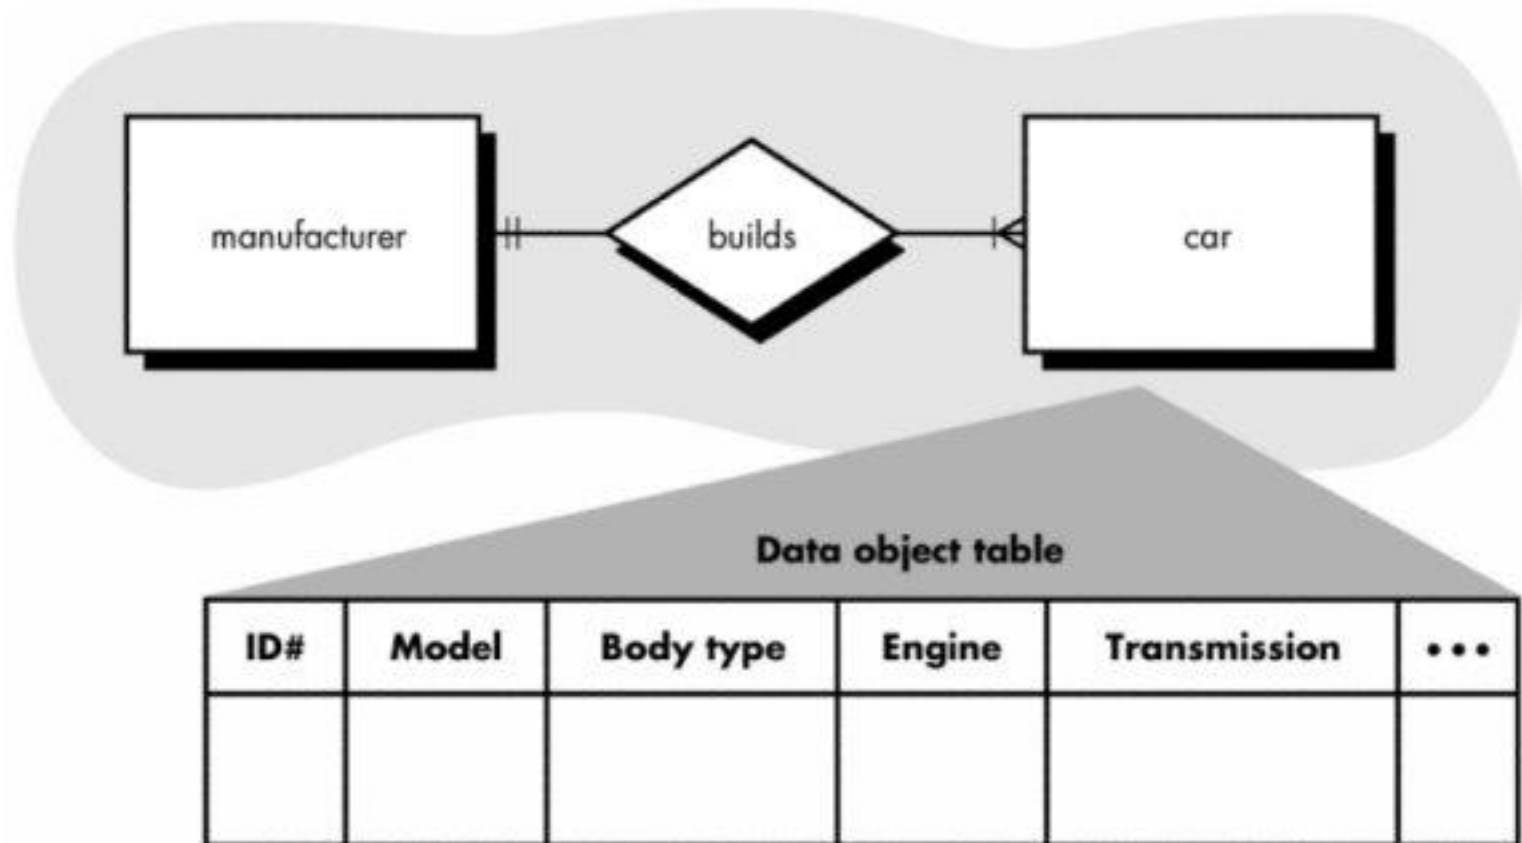 manufacturer builds car
Data object table
ID# Model Body type Engine Transmission •••